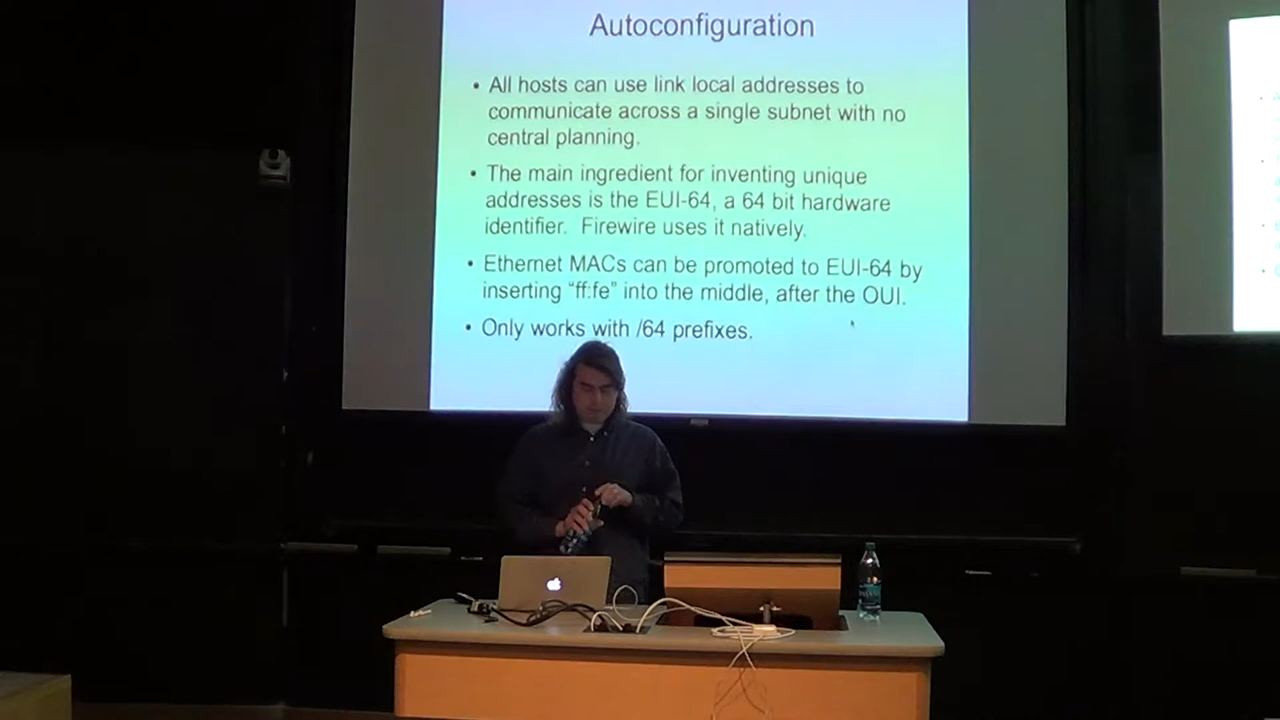 Autoconfiguration
• All hosts can use link local addresses to
communicate across a single subnet with no
central planning.
• The main ingredient for inventing unique
addresses is the EUI-64, a 64 bit hardware
identifier. Firewire uses it natively.
• Ethernet MACs can be promoted to EUI-64 by
inserting “ff:fe” into the middle, after the OUI.
• Only works with /64 prefixes.